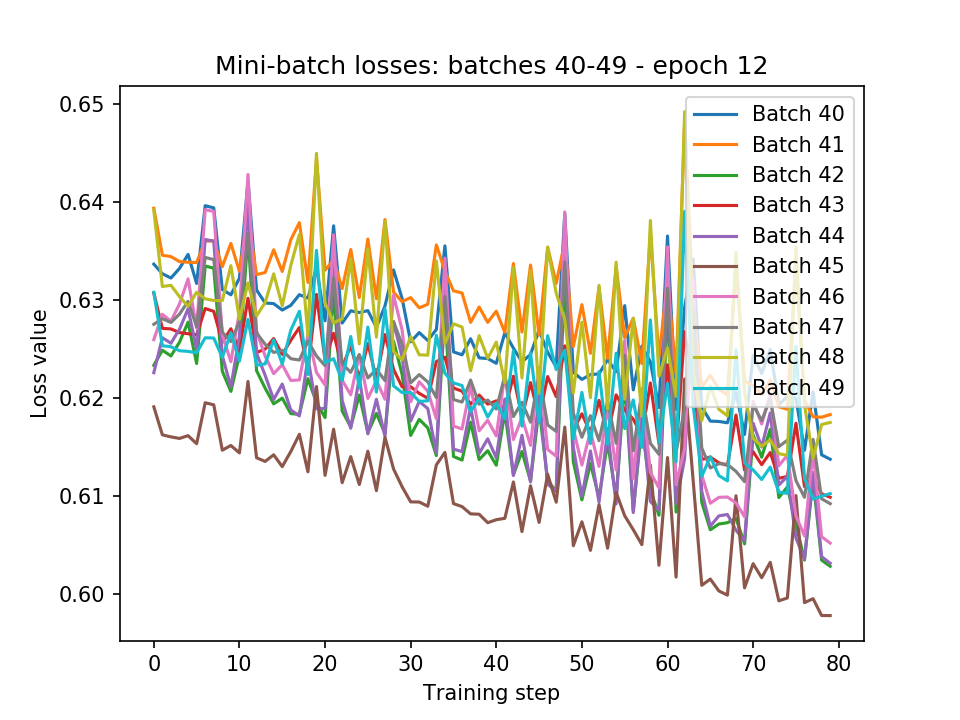 Mini-batch losses: batches 40-49 - epoch 12
0.65
0.64
0.63
0.62
0.61
0.60
Loss value
0 10 20 30 40 50 60 70 80
Training step
Batch 40
Batch 41
Batch 42
Batch 43
Batch 44
Batch 45
Batch 46
Batch 47
Batch 48
Batch 49